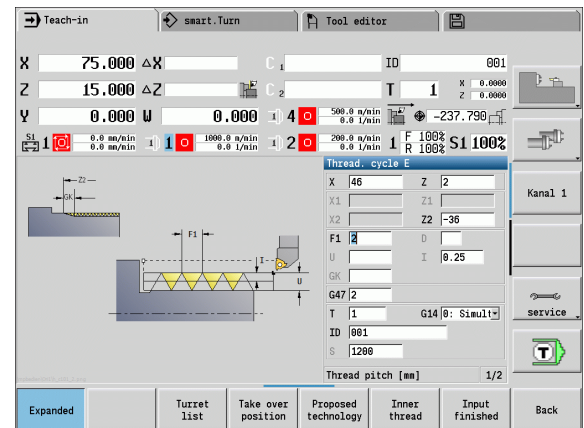 Teach-in
smart.Turn
Tool editor
X 75.000 △X C 1 ID 001
Z 15.000 △Z C 2 T 1 X 0.0000
Z 0.0000
Y 0.000 U 0.000 4 500.0 m/min
0.0 1/min -237.790
S1 1 0.0 mm/min
0.0 m/min 1 1000.0 m/min
0.0 1/min 2 200.0 m/min
0.0 1/min 1 F 100%
R 100% S1 100%
Thread. cycle E
X 46 Z 2
X1 Z1
X2 Z2 -36
F1 2 D
U I 0.25
GK
G47 2
T 1 G14 0: Simult
ID 001
S 1200
Thread pitch [mm] 1/2
Z2
GK
F1
I
U
Kanal 1
service
T
Expanded
Turret
list
Take over
position
Proposed
technology
Inner
thread
Input
finished
Back